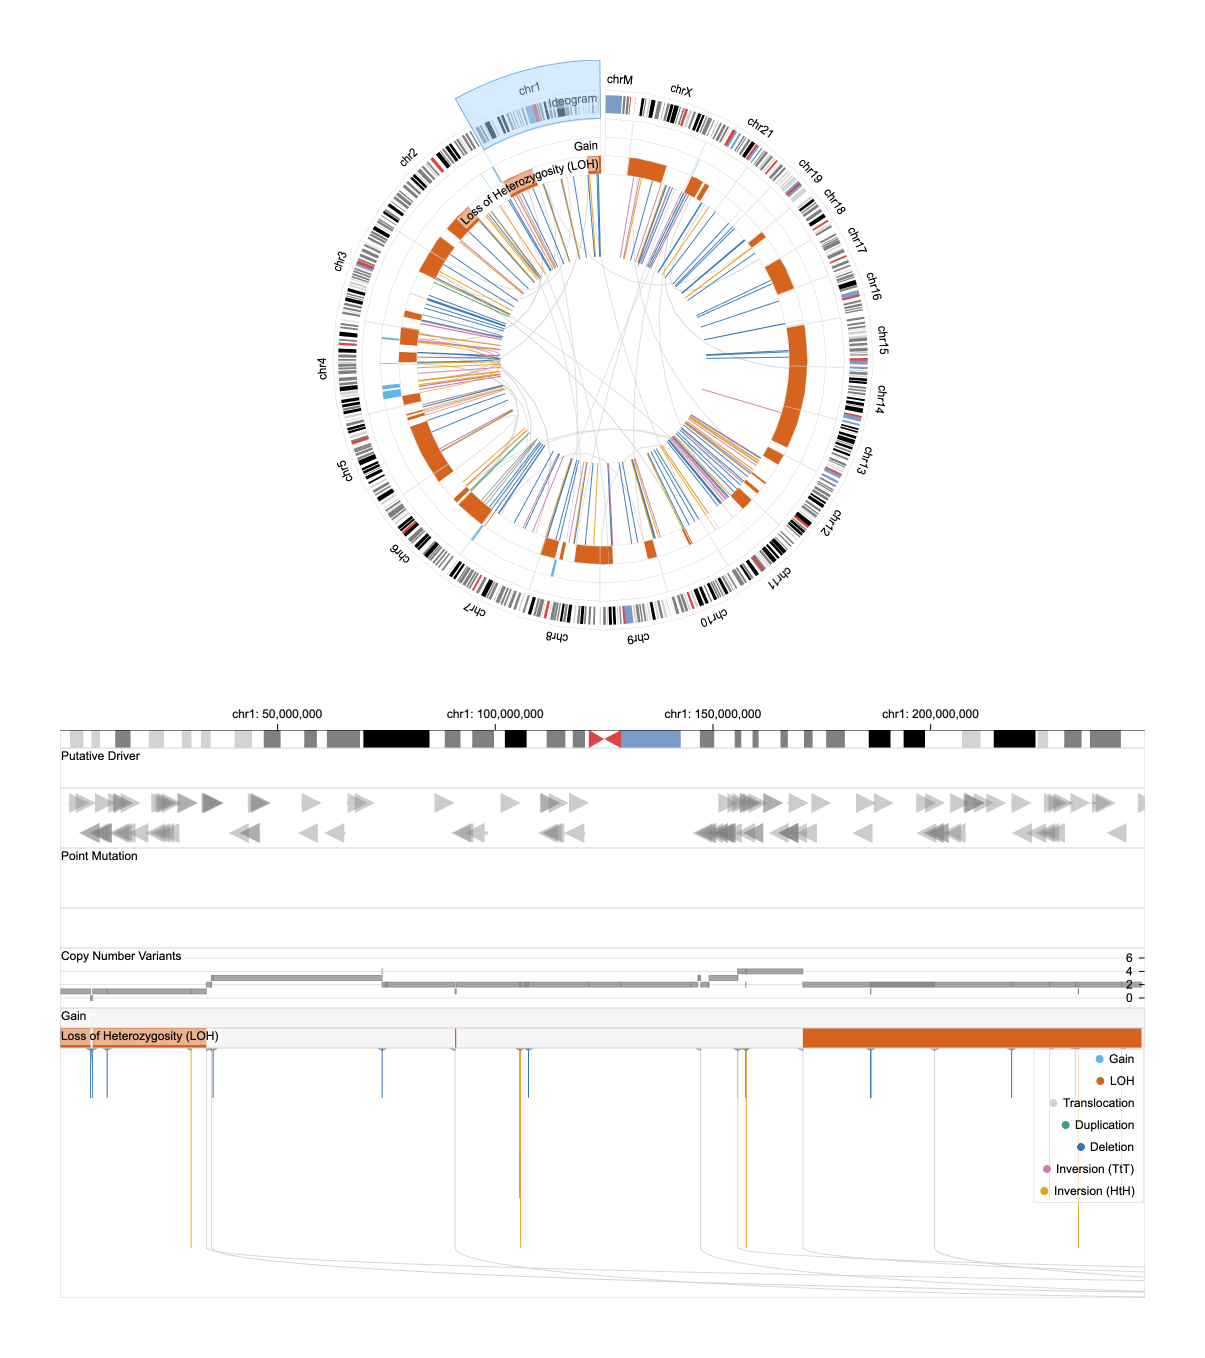 chrM
chrX
chr21
chr19
chr18
chr17
chr16
chr15
chr14
chr13
chr12
chr11
chr10
chr9
chr8
chr7
chr6
chr5
chr4
chr3
chr2
chr1
Ideogram
Gain
Loss of Heterozygosity (LOH)
chr1: 50,000,000
chr1: 100,000,000
chr1: 150,000,000
chr1: 200,000,000
Putative Driver
Point Mutation
Copy Number Variants
6
4
2
0
Gain
Loss of Heterozygosity (LOH)
Gain
LOH
Translocation
Duplication
Deletion
Inversion (TtT)
Inversion (HtH)